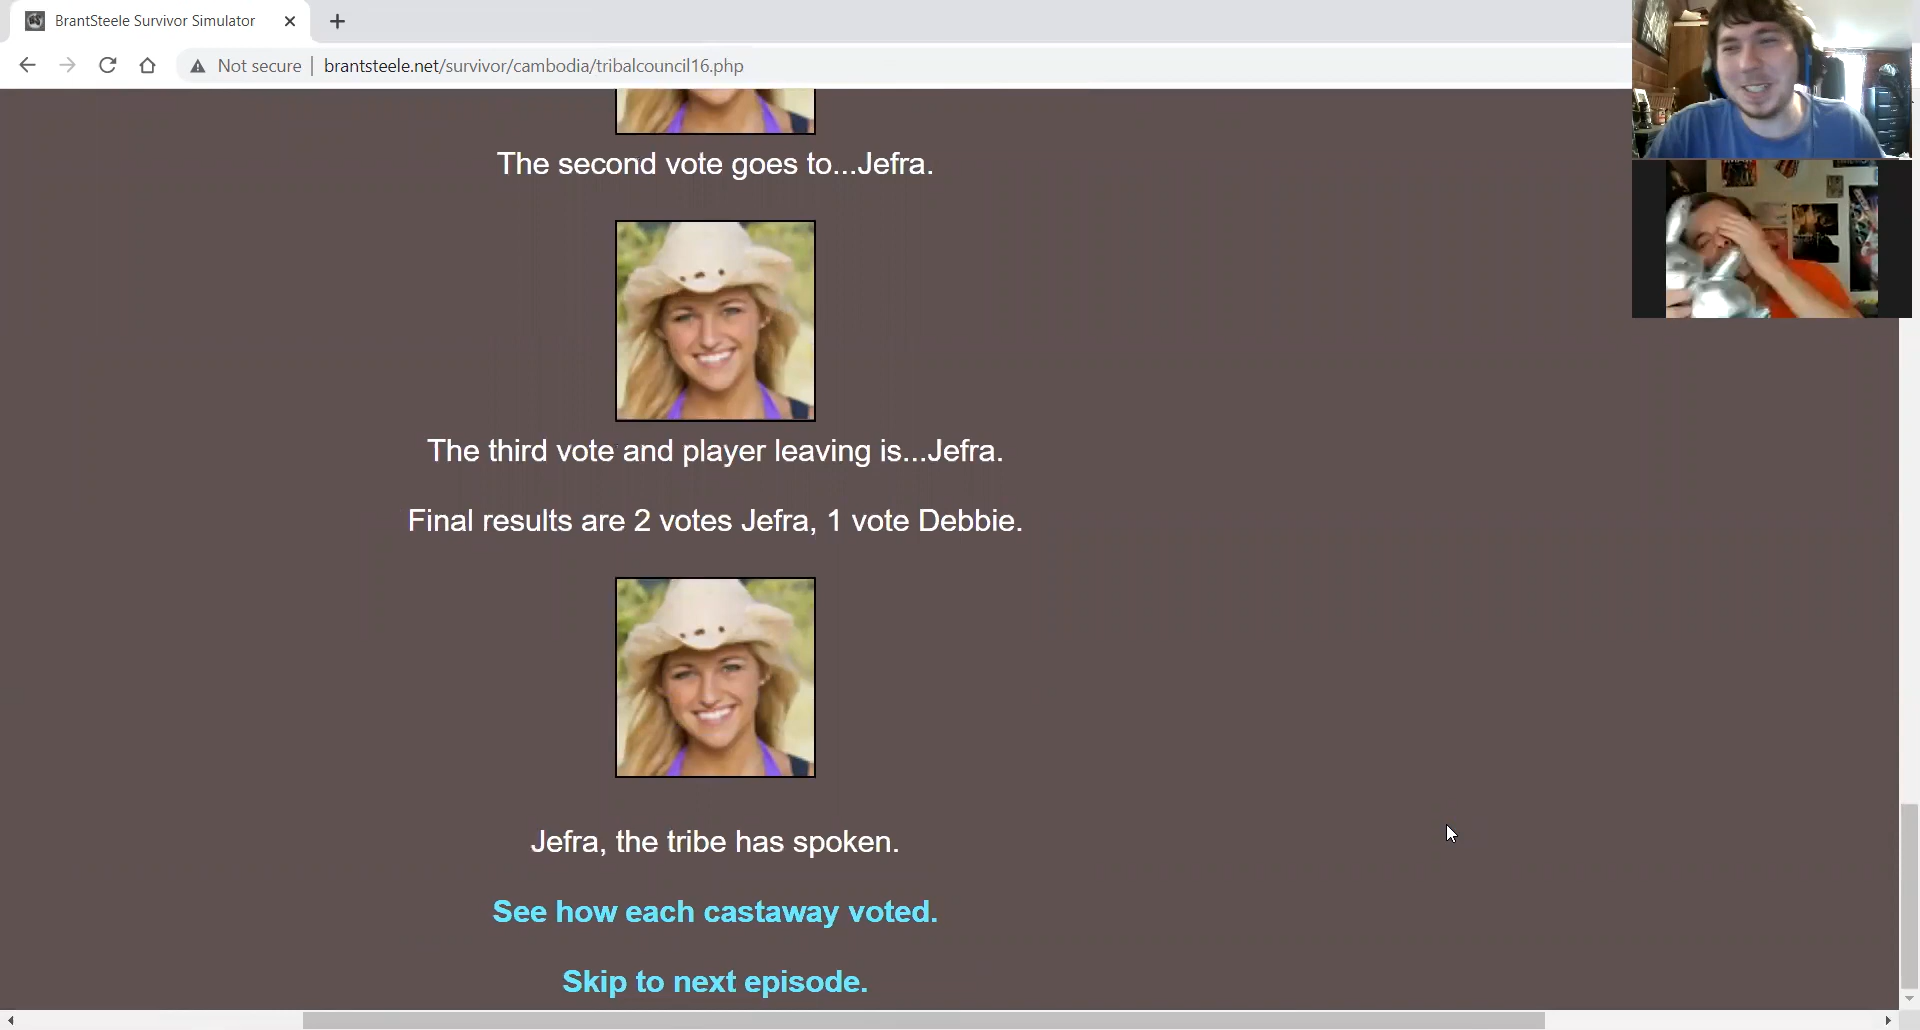 BrantSteele Survivor Simulator
Not secure
brantsteele.net/survivor/cambodia/tribalcouncil16.php
The second vote goes to...Jefra.
The third vote and player leaving is...Jefra.
Final results are 2 votes Jefra, 1 vote Debbie.
Jefra, the tribe has spoken.
See how each castaway voted.
Skip to next episode.